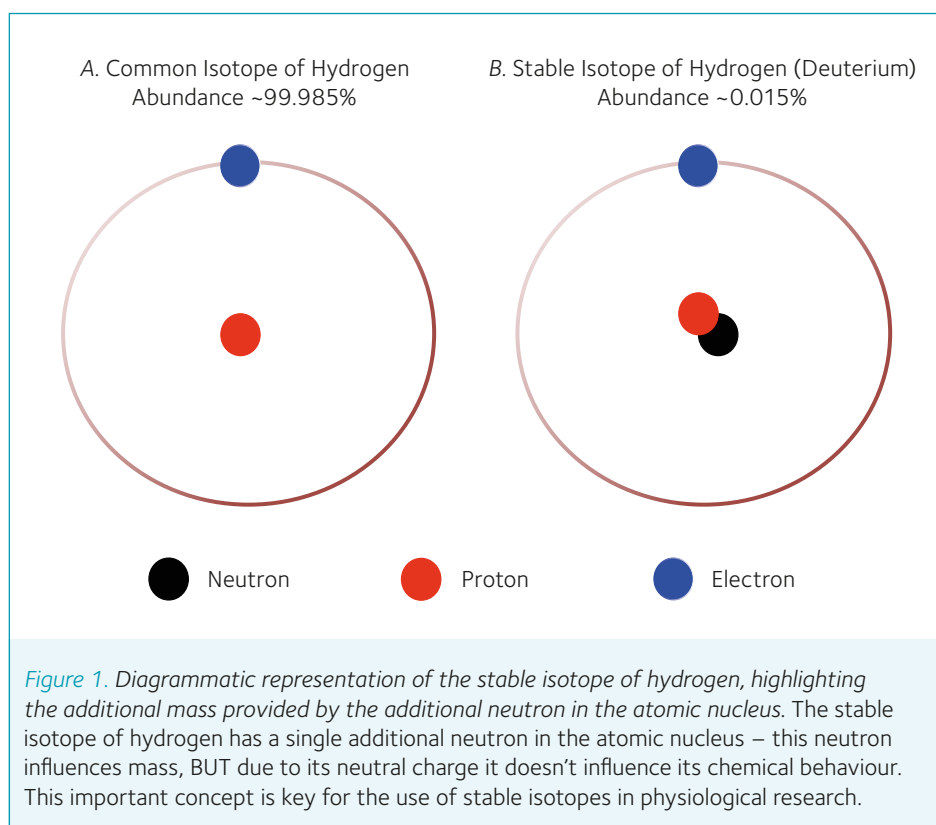 A. Common Isotope of Hydrogen
Abundance ~99.985%
B. Stable Isotope of Hydrogen (Deuterium)
Abundance ~0.015%
Neutron
Proton
Electron
Figure 1. Diagrammatic representation of the stable isotope of hydrogen, highlighting
the additional mass provided by the additional neutron in the atomic nucleus. The stable
isotope of hydrogen has a single additional neutron in the atomic nucleus – this neutron
influences mass, BUT due to its neutral charge it doesn’t influence its chemical behaviour.
This important concept is key for the use of stable isotopes in physiological research.